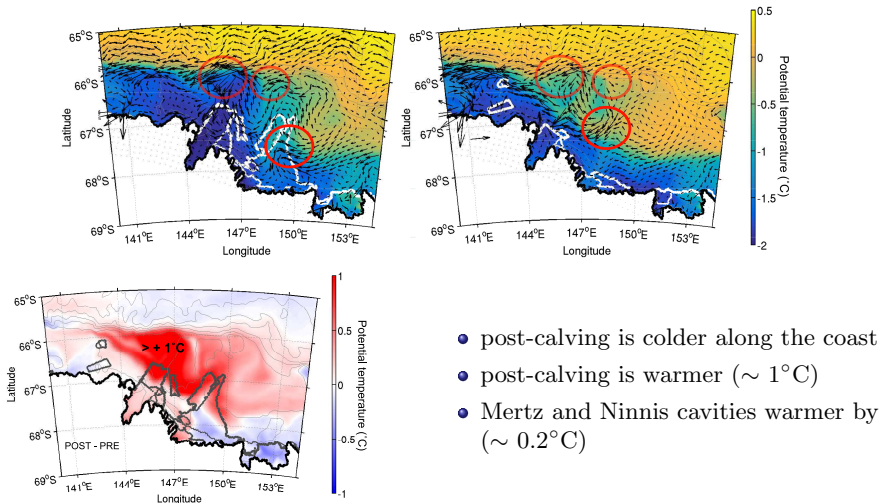 65°S
66°S
67°S
68°S
69°S
Latitude
141°E
144°E
147°E
150°E
153°E
Longitude
65°S
66°S
67°S
68°S
69°S
Latitude
141°E
144°E
147°E
150°E
153°E
Longitude
0.5
0
-0.5
-1
-1.5
-2
Potential temperature (°C)
65°S
66°S
67°S
68°S
69°S
Latitude
> + 1°C
POST - PRE
141°E
144°E
147°E
150°E
153°E
Longitude
1
0.5
0
-0.5
-1
Potential temperature (°C)
post-calving is colder along the coast
post-calving is warmer (∼ 1°C)
Mertz and Ninnis cavities warmer by
(∼ 0.2°C)